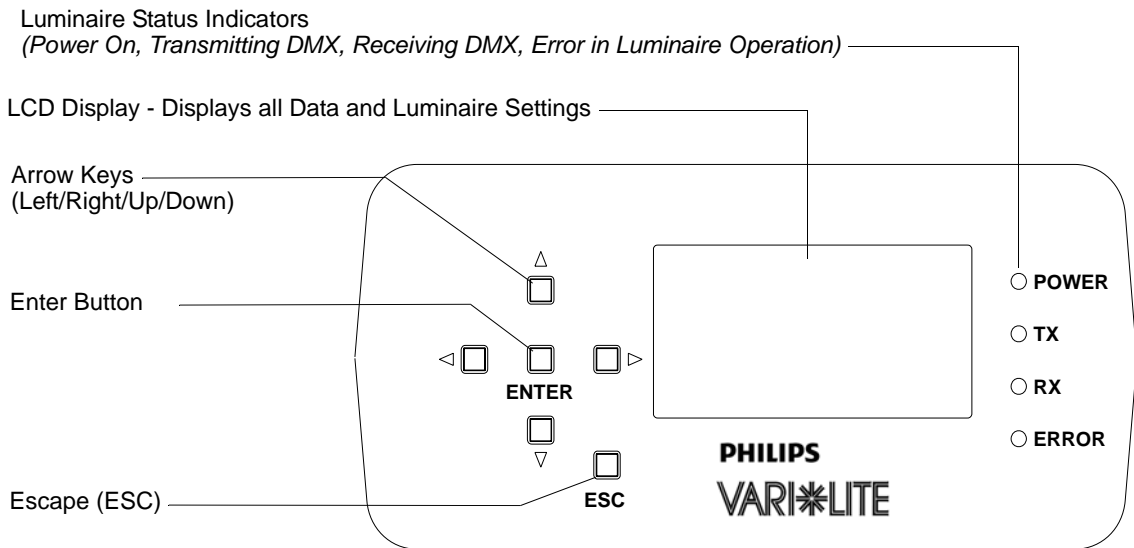 Luminaire Status Indicators
(Power On, Transmitting DMX, Receiving DMX, Error in Luminaire Operation)
LCD Display - Displays all Data and Luminaire Settings
Arrow Keys
(Left/Right/Up/Down)
Enter Button
POWER
TX
ENTER
RX
ERROR
PHILIPS
Escape (ESC)
ESC
VARI*LITE